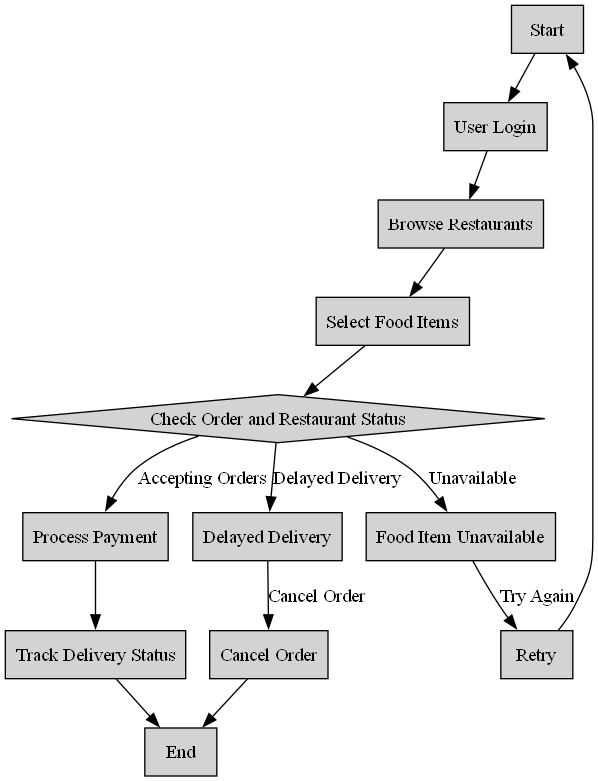 Start
User Login
Browse Restaurants
Select Food Items
Check Order and Restaurant Status
Accepting Orders
Delayed Delivery
Unavailable
Process Payment
Delayed Delivery
Food Item Unavailable
Cancel Order
Try Again
Track Delivery Status
Cancel Order
Retry
End